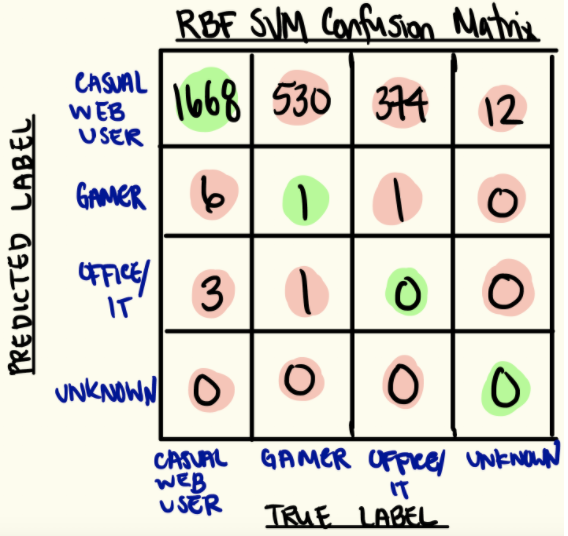 RBF SVM Confusion Matrix
PREDICTED LABEL
CASUAL
WEB
USER
1668 530 374 12
GAMER 6 1 1 0
OFFICE/
IT
3 1 0 0
UNKNOWN 0 0 0 0
CASUAL
WEB
USER
GAMER
OFFICE/
IT
UNKNOWN
TRUE LABEL